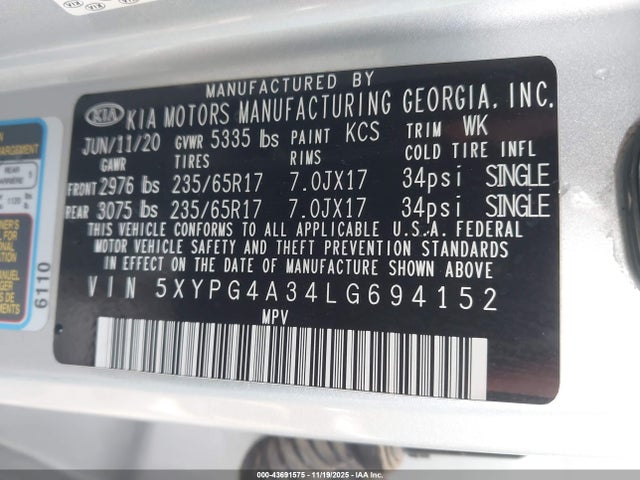 MANUFACTURED BY
KIA KIA MOTORS MANUFACTURING GEORGIA, INC.
JUN/11/20 GVWR 5335 lbs PAINT KCS TRIM WK
GAWR TIRES RIMS COLD TIRE INFL
FRONT 2976 lbs 235/65R17 7.0JX17 34psi SINGLE
REAR 3075 lbs 235/65R17 7.0JX17 34psi SINGLE
THIS VEHICLE CONFORMS TO ALL APPLICABLE U.S.A. FEDERAL
MOTOR VEHICLE SAFETY AND THEFT PREVENTION STANDARDS
IN EFFECT ON THE DATE OF MANUFACTURE SHOWN ABOVE.
VIN 5XYPG4A34LG694152
MPV
6110
000-43691575 - 11/19/2025 - IAA Inc.